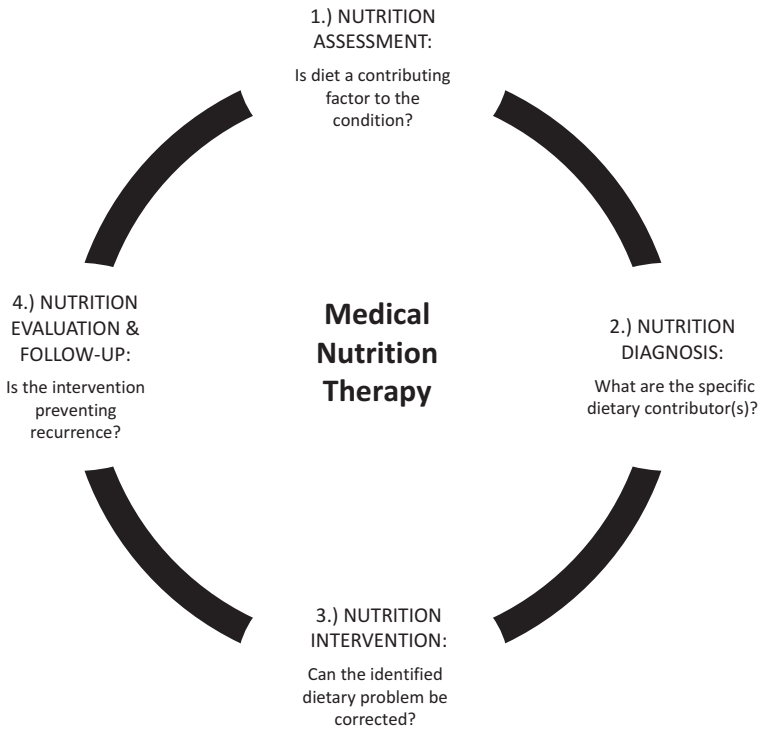 1.) NUTRITION
ASSESSMENT:
Is diet a contributing
factor to the
condition?
2.) NUTRITION
DIAGNOSIS:
What are the specific
dietary contributor(s)?
3.) NUTRITION
INTERVENTION:
Can the identified
dietary problem be
corrected?
4.) NUTRITION
EVALUATION &
FOLLOW-UP:
Is the intervention
preventing
recurrence?
Medical
Nutrition
Therapy